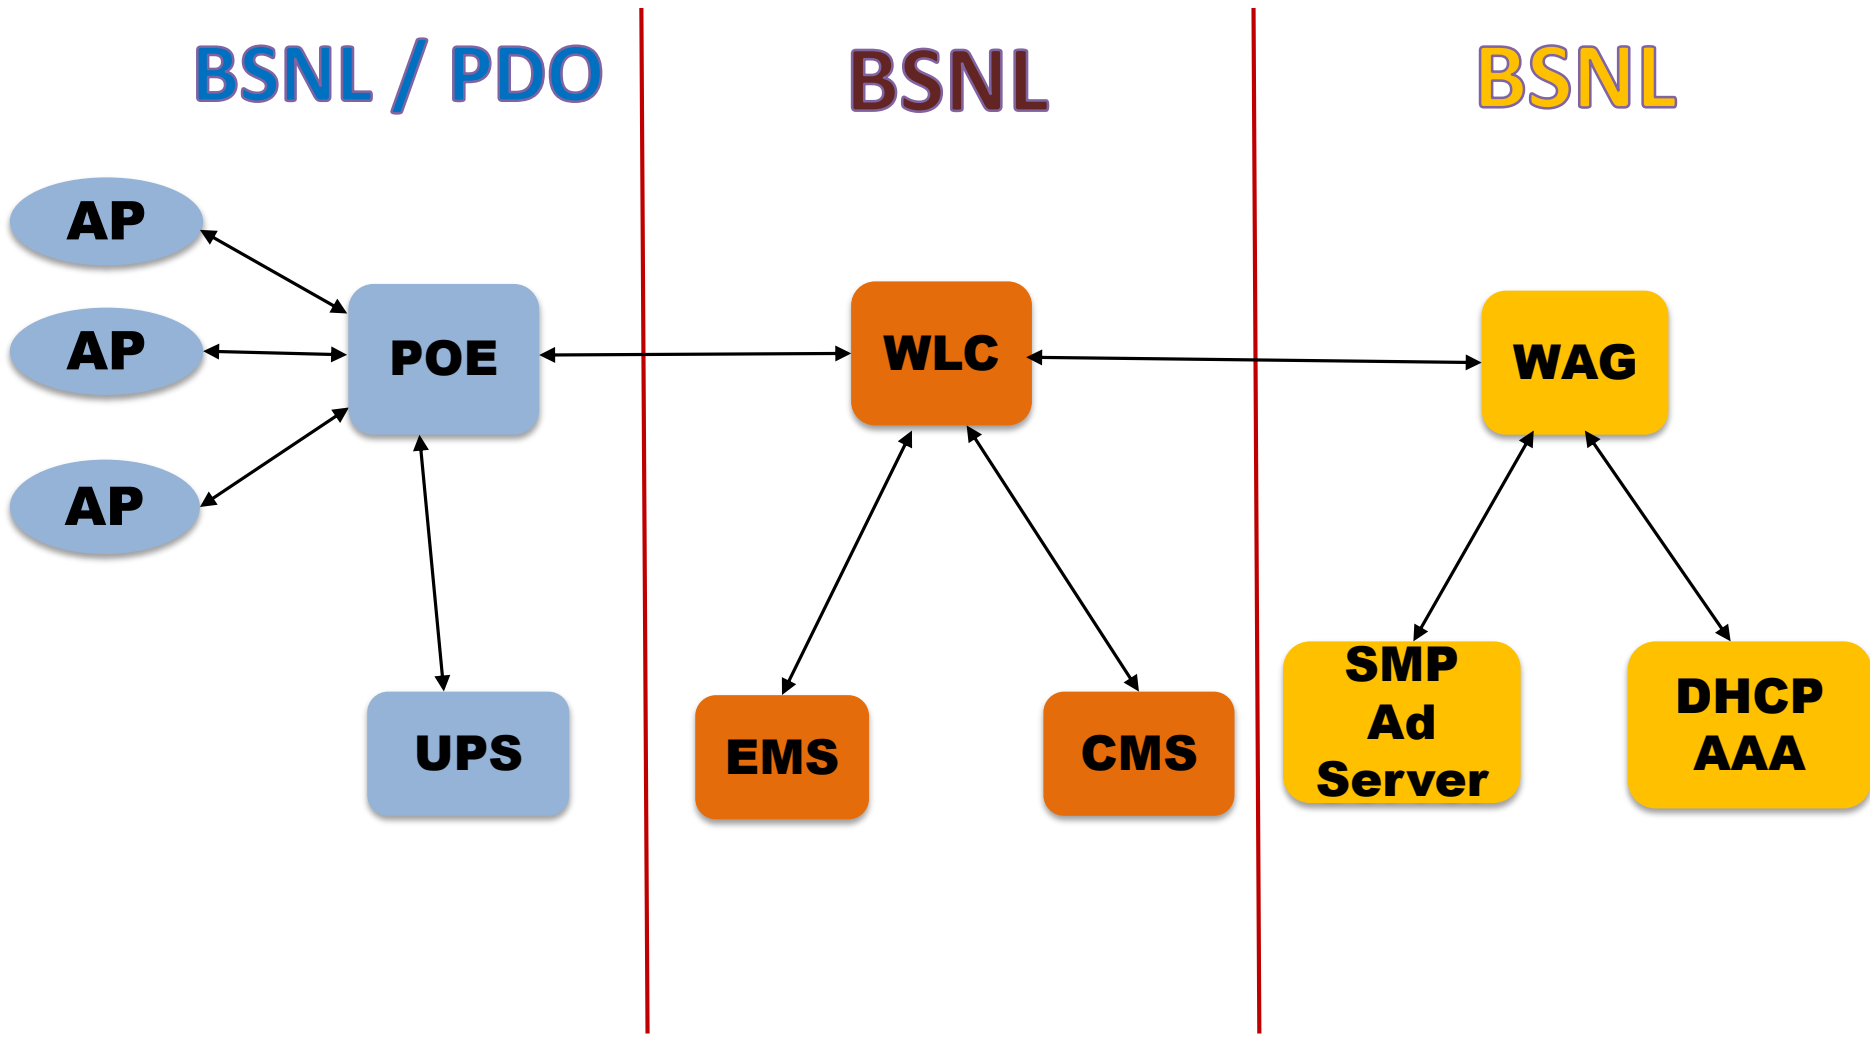 BSNL / PDO
BSNL
BSNL
AP
AP
AP
POE
UPS
WLC
EMS
CMS
WAG
SMP
Ad
Server
DHCP
AAA